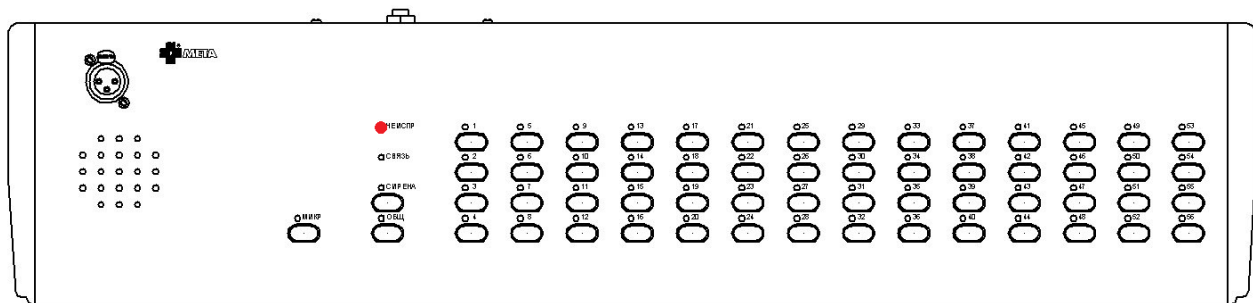 META
НЕИСПР
1 5 9 13 17 21 25 29 33 37 41 45 49 53
СВЯЗЬ
2 6 10 14 18 22 26 30 34 38 42 46 50 54
СИРЕНА
3 7 11 15 19 23 27 31 35 39 43 47 51 55
МИКР
ОБЩ
4 8 12 16 20 24 28 32 36 40 44 48 52 56